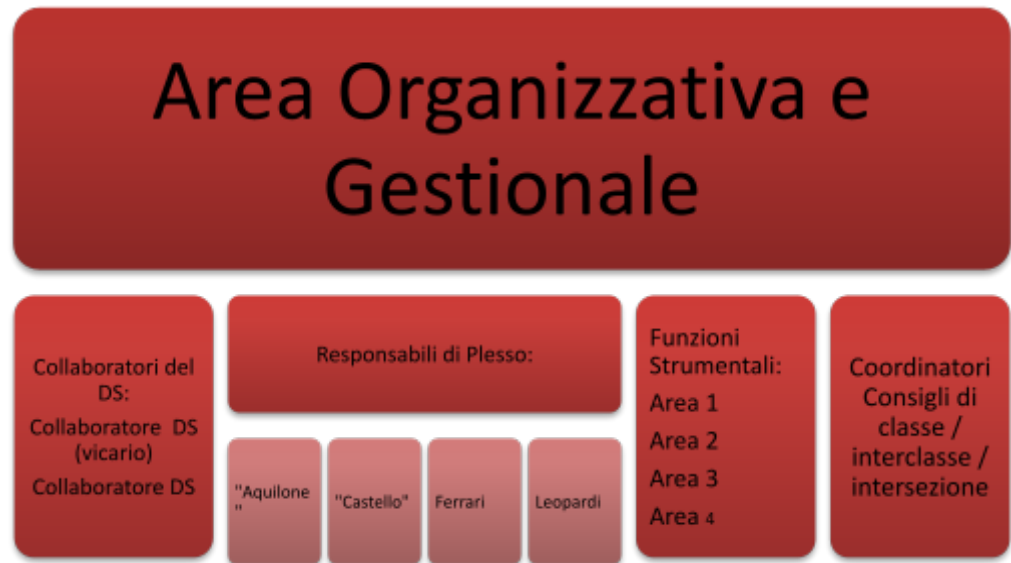 Area Organizzativa e
Gestionale
Collaboratori del
DS:
Collaboratore DS
(vicario)
Collaboratore DS
Responsabili di Plesso:
"Aquilone
"
"Castello"
Ferrari
Leopardi
Funzioni
Strumentali:
Area 1
Area 2
Area 3
Area 4
Coordinatori
Consigli di
classe /
interclasse /
intersezione